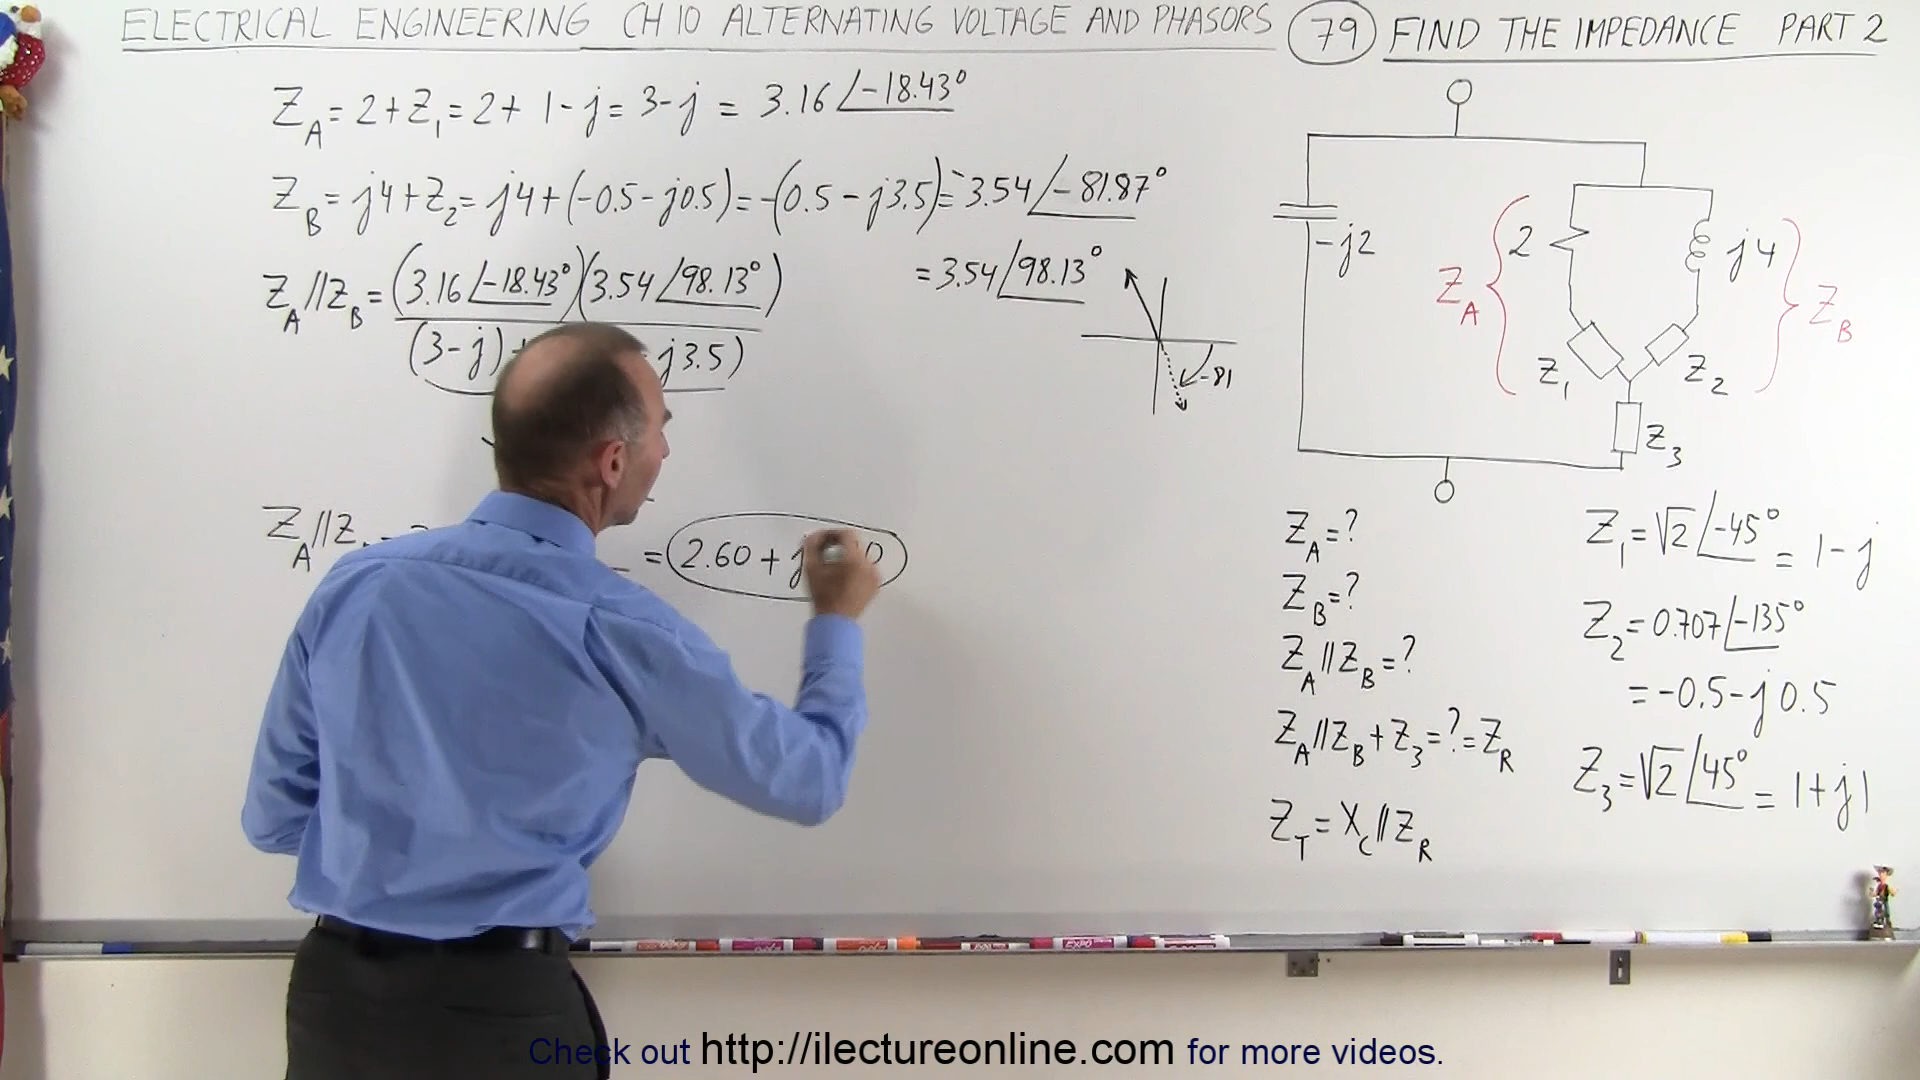 ELECTRICAL ENGINEERING CH 10 ALTERNATING VOLTAGE AND PHASORS 79 FIND THE IMPEDANCE PART 2
Z_A = 2 + Z_1 = 2 + 1 - j = 3 - j = 3.16 ∠-18.43°
Z_B = j4 + Z_2 = j4 + (-0.5 - j0.5) = -(0.5 - j3.5) = -3.54 ∠-81.87°
= 3.54 ∠98.13°
Z_A // Z_B = (3.16 ∠-18.43°)(3.54 ∠98.13°)
(3 - j) j3.5)
-81
Z_A // Z
= 2.60 + j
-j2
2
j4
Z_A
Z_B
Z_1
Z_2
Z_3
Z_A = ?
Z_B = ?
Z_A // Z_B = ?
Z_A // Z_B + Z_3 = ? = Z_R
Z_T = X_C // Z_R
Z_1 = √2 ∠-45° = 1 - j
Z_2 = 0.707 ∠-135°
= -0.5 - j0.5
Z_3 = √2 ∠45° = 1 + j1
EXPO
Check out http://ilectureonline.com for more videos.